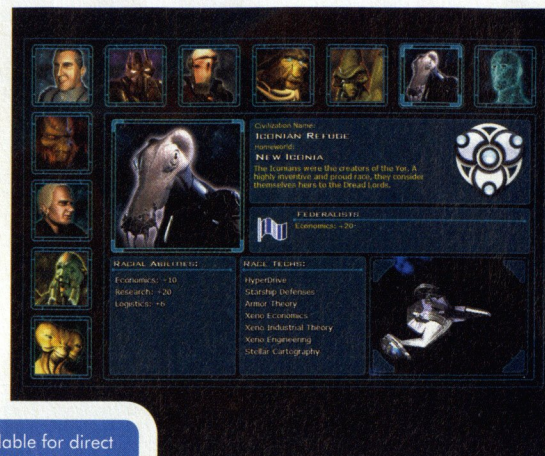 Civilization Name:
ICONIAN REFUGE
Homeworld:
NEW ICONIA
The Iconians were the creators of the Yor. A
highly inventive and proud race, they consider
themselves heirs to the Dread Lords.
FEDERALISTS
Economics: +20
RACIAL ABILITIES:
Economics: +10
Research: +20
Logistics: +6
RACE TECHS:
HyperDrive
Starship Defenses
Armor Theory
Xeno Economics
Xeno Industrial Theory
Xeno Engineering
Stellar Cartography
lable for direct